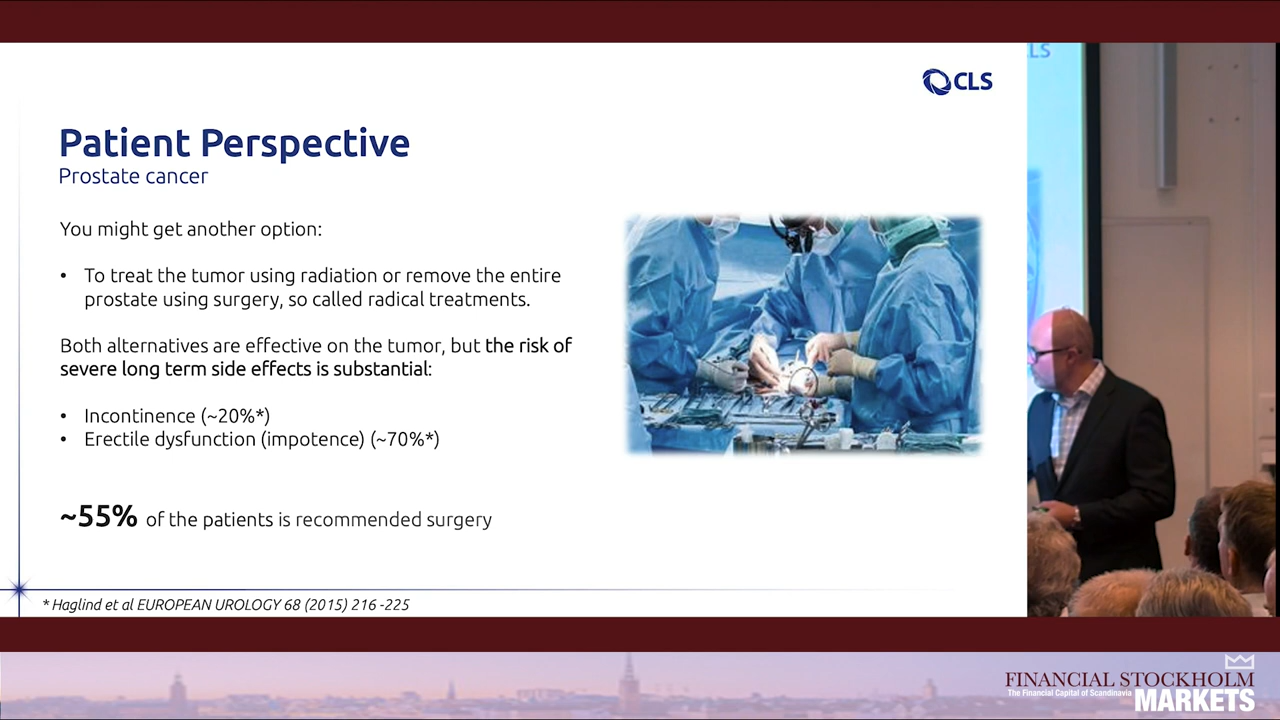 CLS
LS
Patient Perspective
Prostate cancer
You might get another option:
• To treat the tumor using radiation or remove the entire
prostate using surgery, so called radical treatments.
Both alternatives are effective on the tumor, but the risk of
severe long term side effects is substantial:
• Incontinence (~20%*)
• Erectile dysfunction (impotence) (~70%*)
~55% of the patients is recommended surgery
* Haglind et al EUROPEAN UROLOGY 68 (2015) 216 -225
FINANCIAL STOCKHOLM
The Financial Capital of Scandinavia
MARKETS